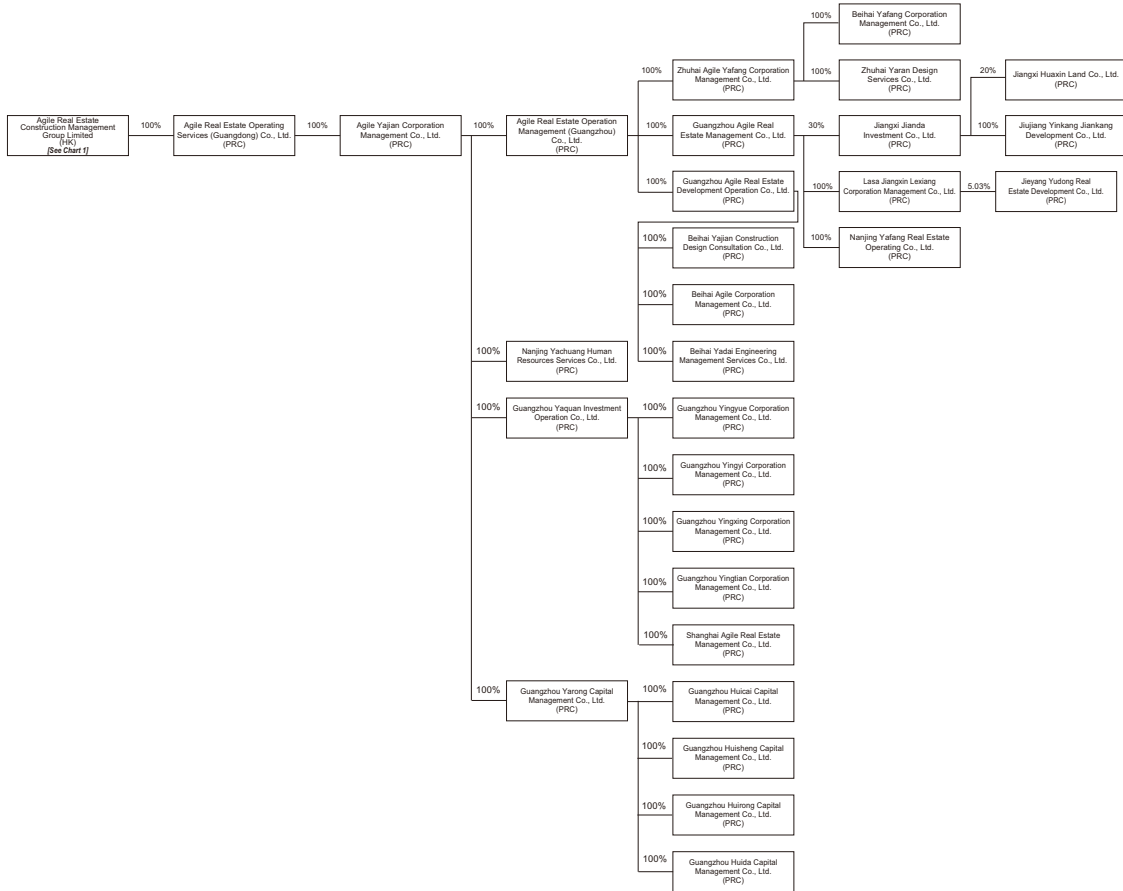 100%
Beihai Yafang Corporation
Management Co., Ltd.
(PRC)
100%
Zhuhai Agile Yafang Corporation
Management Co., Ltd.
(PRC)
100%
Zhuhai Yaran Design
Services Co., Ltd.
(PRC)
20%
Jiangxi Huaxin Land Co., Ltd.
(PRC)
Agile Real Estate
Construction Management
Group Limited
(HK)
[See Chart 1]
100%
Agile Real Estate Operating
Services (Guangdong) Co., Ltd.
(PRC)
100%
Agile Yajian Corporation
Management Co., Ltd.
(PRC)
100%
Agile Real Estate Operation
Management (Guangzhou)
Co., Ltd.
(PRC)
100%
Guangzhou Agile Real
Estate Management Co., Ltd.
(PRC)
30%
Jiangxi Jianda
Investment Co., Ltd.
(PRC)
100%
Jiujiang Yinkang Jiankang
Development Co., Ltd.
(PRC)
100%
Guangzhou Agile Real Estate
Development Operation Co., Ltd.
(PRC)
100%
Lasa Jiangxin Lexiang
Corporation Management Co., Ltd.
(PRC)
5.03%
Jieyang Yudong Real
Estate Development Co., Ltd.
(PRC)
100%
Beihai Yajian Construction
Design Consultation Co., Ltd.
(PRC)
100%
Nanjing Yafang Real Estate
Operating Co., Ltd.
(PRC)
100%
Beihai Agile Corporation
Management Co., Ltd.
(PRC)
100%
Nanjing Yachuang Human
Resources Services Co., Ltd.
(PRC)
100%
Beihai Yadai Engineering
Management Services Co., Ltd.
(PRC)
100%
Guangzhou Yaquan Investment
Operation Co., Ltd.
(PRC)
100%
Guangzhou Yingyue Corporation
Management Co., Ltd.
(PRC)
100%
Guangzhou Yingyi Corporation
Management Co., Ltd.
(PRC)
100%
Guangzhou Yingxing Corporation
Management Co., Ltd.
(PRC)
100%
Guangzhou Yingtian Corporation
Management Co., Ltd.
(PRC)
100%
Shanghai Agile Real Estate
Management Co., Ltd.
(PRC)
100%
Guangzhou Yarong Capital
Management Co., Ltd.
(PRC)
100%
Guangzhou Huicai Capital
Management Co., Ltd.
(PRC)
100%
Guangzhou Huisheng Capital
Management Co., Ltd.
(PRC)
100%
Guangzhou Huirong Capital
Management Co., Ltd.
(PRC)
100%
Guangzhou Huida Capital
Management Co., Ltd.
(PRC)